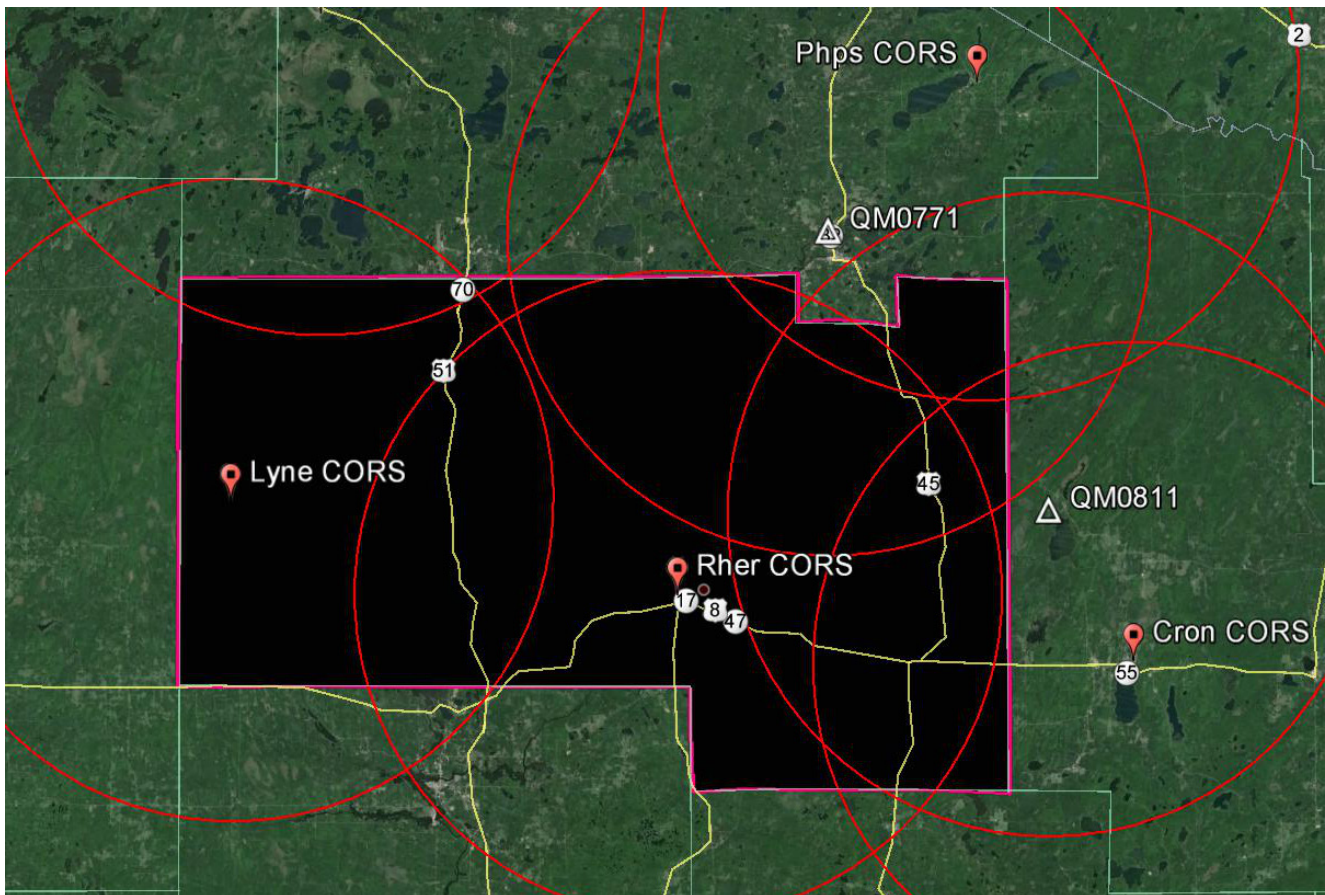 2
Phps CORS
QM0771
70
51
Lyne CORS
45
QM0811
Rher CORS
17
8
47
Cron CORS
55